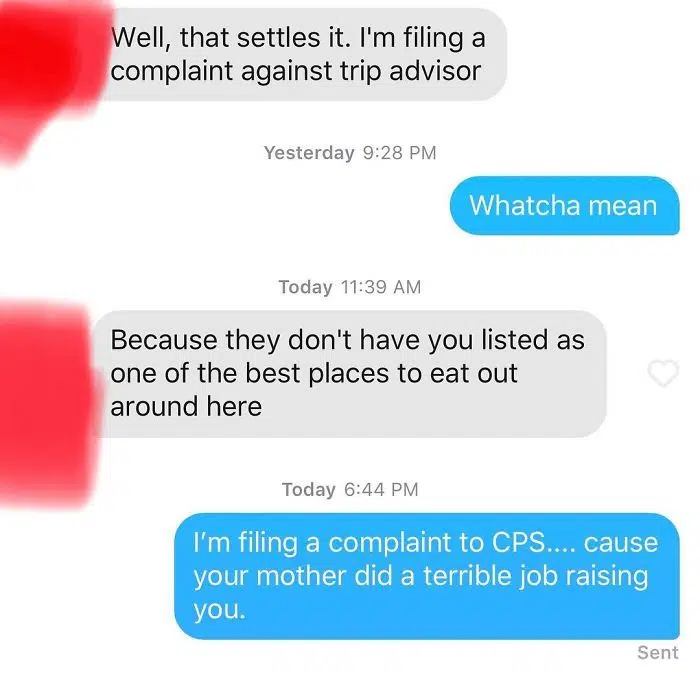 Well, that settles it. I'm filing a
complaint against trip advisor
Yesterday 9:28 PM
Whatcha mean
Today 11:39 AM
Because they don't have you listed as
one of the best places to eat out
around here
Today 6:44 PM
I’m filing a complaint to CPS.... cause
your mother did a terrible job raising
you.
Sent